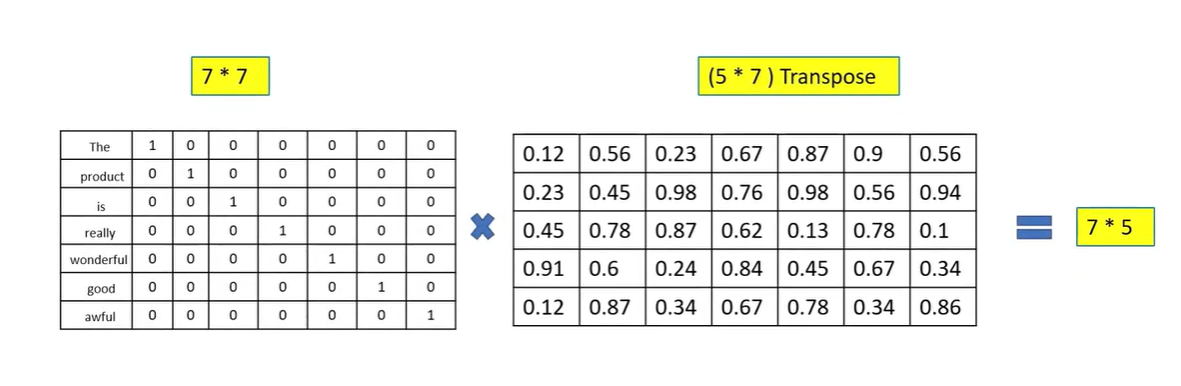 7 * 7
(5 * 7 ) Transpose
The 1 0 0 0 0 0 0
product 0 1 0 0 0 0 0
is 0 0 1 0 0 0 0
really 0 0 0 1 0 0 0
wonderful 0 0 0 0 1 0 0
good 0 0 0 0 0 1 0
awful 0 0 0 0 0 0 1
0.12 0.56 0.23 0.67 0.87 0.9 0.56
0.23 0.45 0.98 0.76 0.98 0.56 0.94
0.45 0.78 0.87 0.62 0.13 0.78 0.1
0.91 0.6 0.24 0.84 0.45 0.67 0.34
0.12 0.87 0.34 0.67 0.78 0.34 0.86
7 * 5